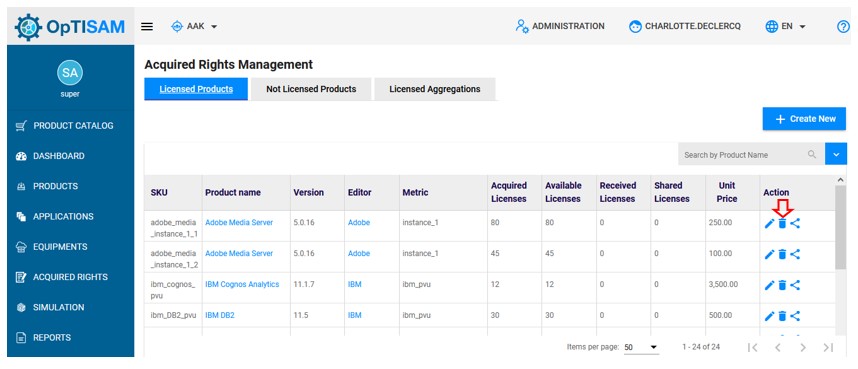 OpTISAM
AAK
ADMINISTRATION
CHARLOTTE.DECLERCQ
EN
?
SA
super
PRODUCT CATALOG
DASHBOARD
PRODUCTS
APPLICATIONS
EQUIPMENTS
ACQUIRED RIGHTS
SIMULATION
REPORTS
Acquired Rights Management
Licensed Products Not Licensed Products Licensed Aggregations
+ Create New
Search by Product Name
SKU Product name Version Editor Metric Acquired Licenses Available Licenses Received Licenses Shared Licenses Unit Price Action
adobe_media Adobe Media Server 5.0.16 Adobe instance_1 80 80 0 0 250.00
_instance_1_1
adobe_media Adobe Media Server 5.0.16 Adobe instance_1 45 45 0 0 100.00
_instance_1_2
ibm_cognos_ IBM Cognos Analytics 11.1.7 IBM ibm_pvu 12 12 0 0 3,500.00
pvu
ibm_DB2_pvu IBM DB2 11.5 IBM ibm_pvu 30 30 0 0 500.00
Items per page: 50 1 - 24 of 24